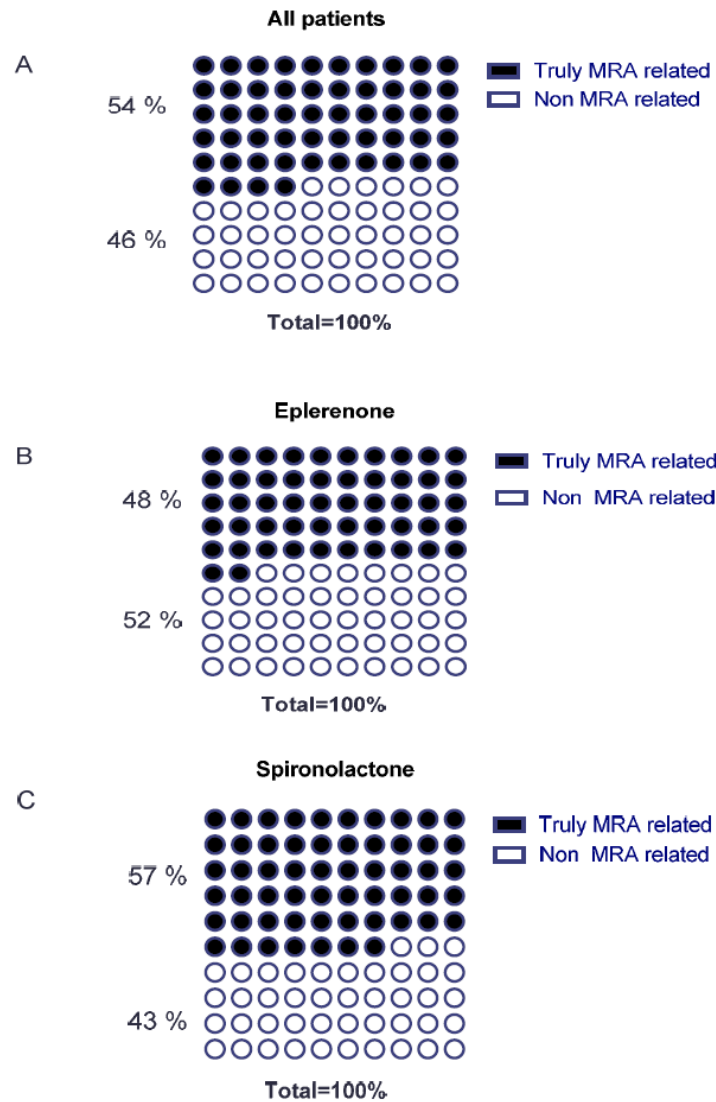 All patients
A
Truly MRA related
Non MRA related
54 %
46 %
Total=100%
Eplerenone
B
Truly MRA related
Non MRA related
48 %
52 %
Total=100%
Spironolactone
C
Truly MRA related
Non MRA related
57 %
43 %
Total=100%